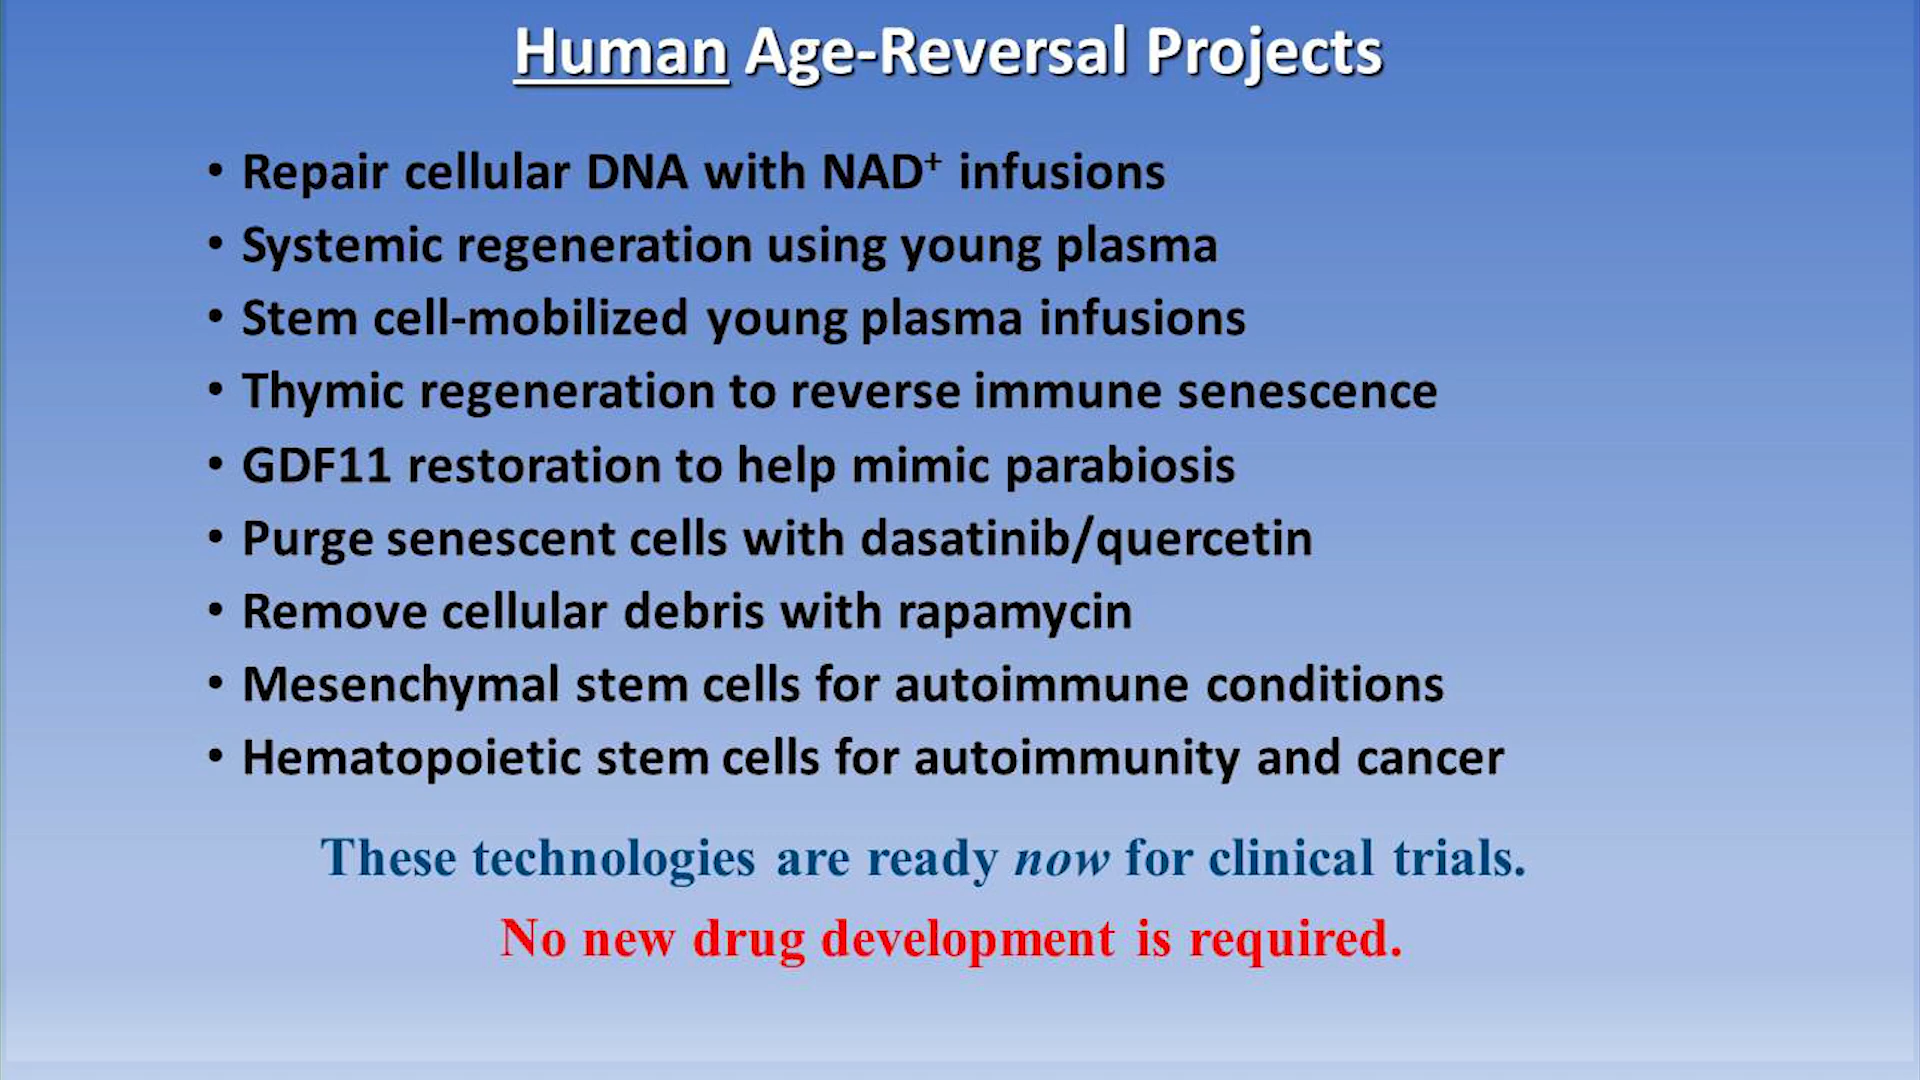 Human Age-Reversal Projects
• Repair cellular DNA with NAD⁺ infusions
• Systemic regeneration using young plasma
• Stem cell-mobilized young plasma infusions
• Thymic regeneration to reverse immune senescence
• GDF11 restoration to help mimic parabiosis
• Purge senescent cells with dasatinib/quercetin
• Remove cellular debris with rapamycin
• Mesenchymal stem cells for autoimmune conditions
• Hematopoietic stem cells for autoimmunity and cancer
These technologies are ready now for clinical trials.
No new drug development is required.